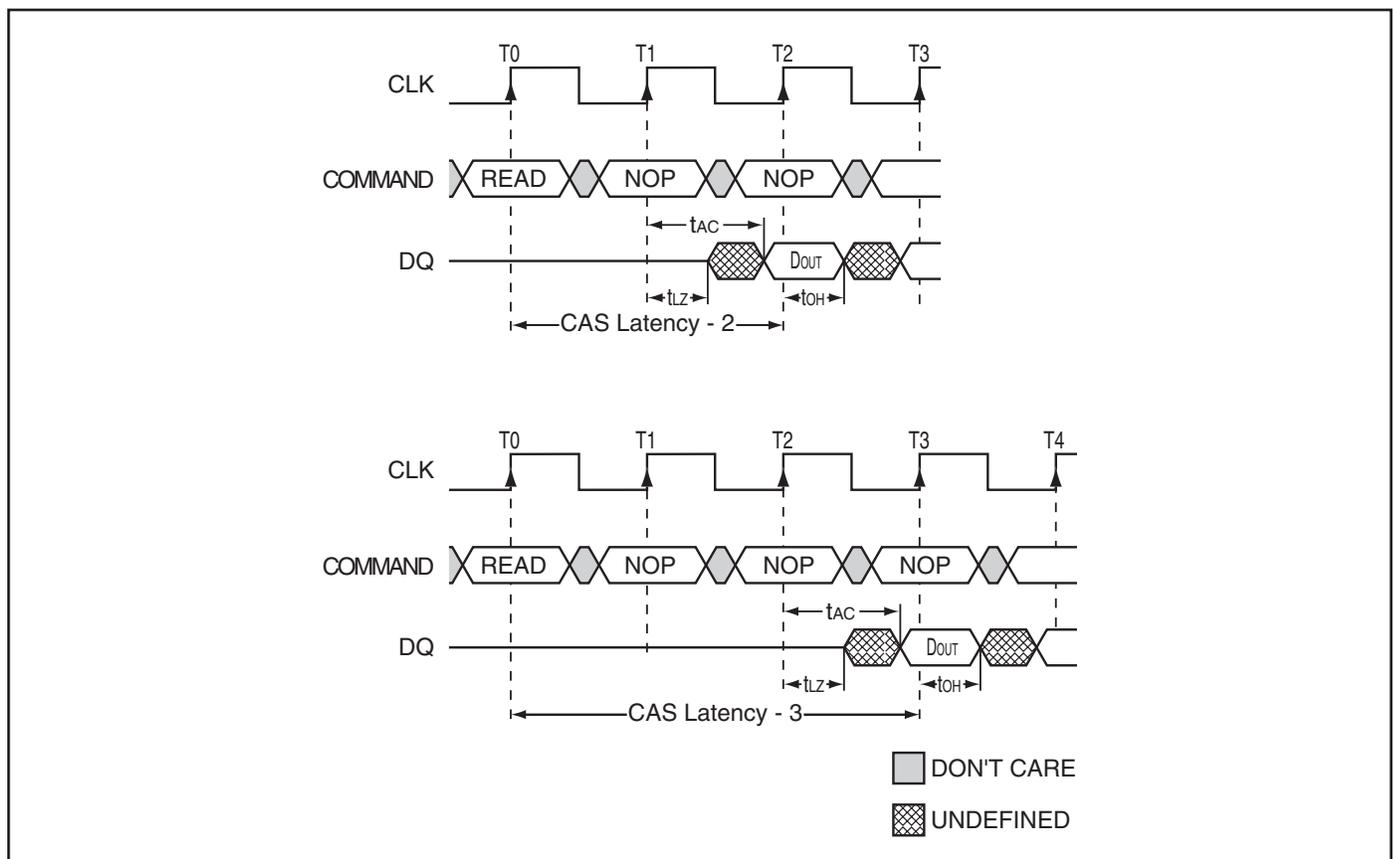 T0 T1 T2 T3
CLK
COMMAND READ NOP NOP
tAC
DQ DOUT
tLZ tOH
CAS Latency - 2
T0 T1 T2 T3 T4
CLK
COMMAND READ NOP NOP NOP
tAC
DQ DOUT
tLZ tOH
CAS Latency - 3
DON'T CARE
UNDEFINED